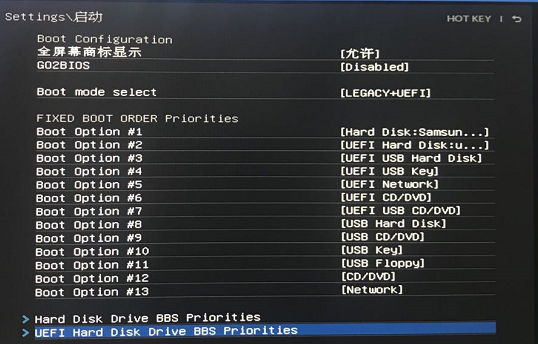 Settings\启动
HOT KEY
Boot Configuration
全屏幕商标显示 [允许]
GO2BIOS [Disabled]
Boot mode select [LEGACY+UEFI]
FIXED BOOT ORDER Priorities
Boot Option #1 [Hard Disk:Samsun...]
Boot Option #2 [UEFI Hard Disk:u...]
Boot Option #3 [UEFI USB Hard Disk]
Boot Option #4 [UEFI USB Key]
Boot Option #5 [UEFI Network]
Boot Option #6 [UEFI CD/DVD]
Boot Option #7 [UEFI USB CD/DVD]
Boot Option #8 [USB Hard Disk]
Boot Option #9 [USB CD/DVD]
Boot Option #10 [USB Key]
Boot Option #11 [USB Floppy]
Boot Option #12 [CD/DVD]
Boot Option #13 [Network]
> Hard Disk Drive BBS Priorities
> UEFI Hard Disk Drive BBS Priorities